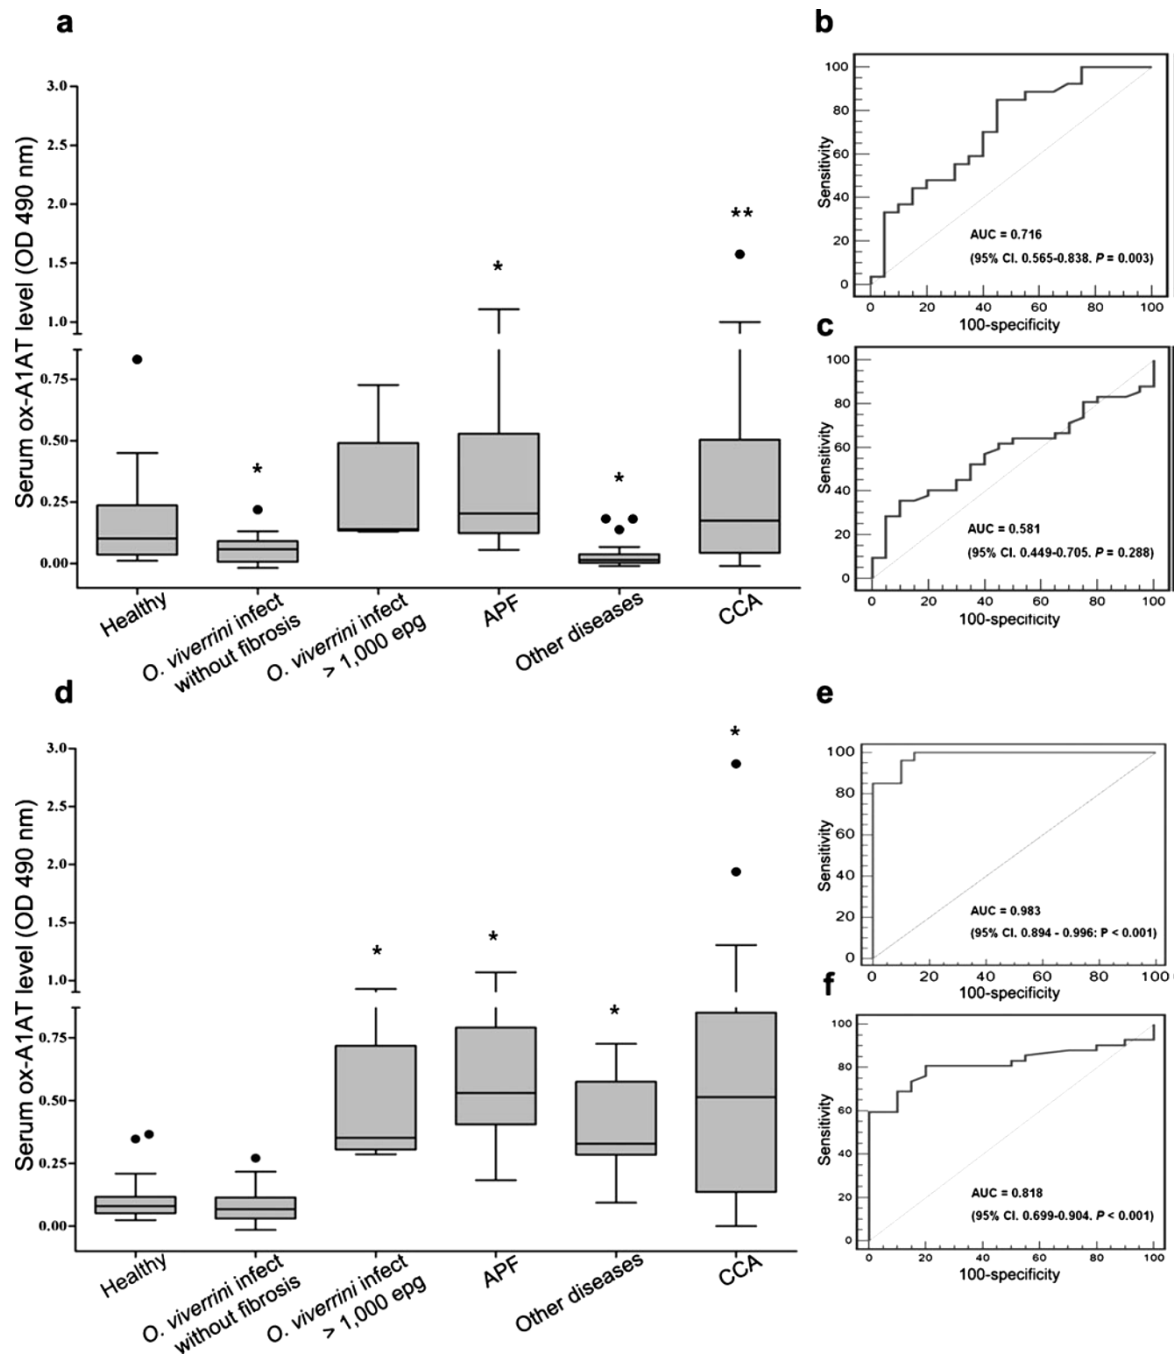 a
3.0
2.5
2.0
1.5
1.0
0.75
0.50
0.25
0.00
Serum ox-A1AT level (OD 490 nm)
*
*
*
**
Healthy
O. viverrini infect
without fibrosis
O. viverrini infect
> 1,000 epg
APF
Other diseases
CCA
b
100
80
60
40
20
0
Sensitivity
AUC = 0.716
(95% CI. 0.565-0.838. P = 0.003)
0 20 40 60 80 100
100-specificity
c
100
80
60
40
20
0
Sensitivity
AUC = 0.581
(95% CI. 0.449-0.705. P = 0.288)
0 20 40 60 80 100
100-specificity
d
3.0
2.5
2.0
1.5
1.0
0.75
0.50
0.25
0.00
Serum ox-A1AT level (OD 490 nm)
*
*
*
*
Healthy
O. viverrini infect
without fibrosis
O. viverrini infect
> 1,000 epg
APF
Other diseases
CCA
e
100
80
60
40
20
0
Sensitivity
AUC = 0.983
(95% CI. 0.894 - 0.996: P < 0.001)
0 20 40 60 80 100
100-specificity
f
100
80
60
40
20
0
Sensitivity
AUC = 0.818
(95% CI. 0.699-0.904. P < 0.001)
0 20 40 60 80 100
100-specificity